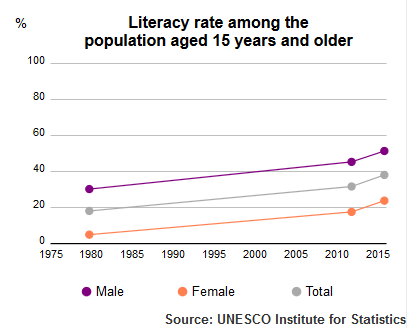 Literacy rate among the
population aged 15 years and older
%
100
80
60
40
20
0
1975 1980 1985 1990 1995 2000 2005 2010 2015
Male Female Total
Source: UNESCO Institute for Statistics